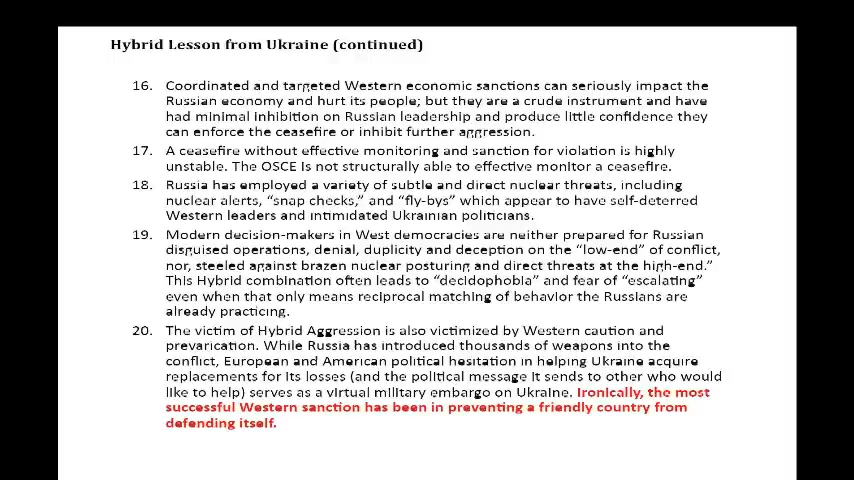 Hybrid Lesson from Ukraine (continued)
16. Coordinated and targeted Western economic sanctions can seriously impact the
Russian economy and hurt its people; but they are a crude instrument and have
had minimal inhibition on Russian leadership and produce little confidence they
can enforce the ceasefire or inhibit further aggression.
17. A ceasefire without effective monitoring and sanction for violation is highly
unstable. The OSCE is not structurally able to effective monitor a ceasefire.
18. Russia has employed a variety of subtle and direct nuclear threats, including
nuclear alerts, “snap checks,” and “fly-bys” which appear to have self-deterred
Western leaders and intimidated Ukrainian politicians.
19. Modern decision-makers in West democracies are neither prepared for Russian
disguised operations, denial, duplicity and deception on the “low-end” of conflict,
nor, steeled against brazen nuclear posturing and direct threats at the high-end.”
This Hybrid combination often leads to “decidophobia” and fear of “escalating”
even when that only means reciprocal matching of behavior the Russians are
already practicing.
20. The victim of Hybrid Aggression is also victimized by Western caution and
prevarication. While Russia has introduced thousands of weapons into the
conflict, European and American political hesitation in helping Ukraine acquire
replacements for its losses (and the political message it sends to other who would
like to help) serves as a virtual military embargo on Ukraine. Ironically, the most
successful Western sanction has been in preventing a friendly country from
defending itself.